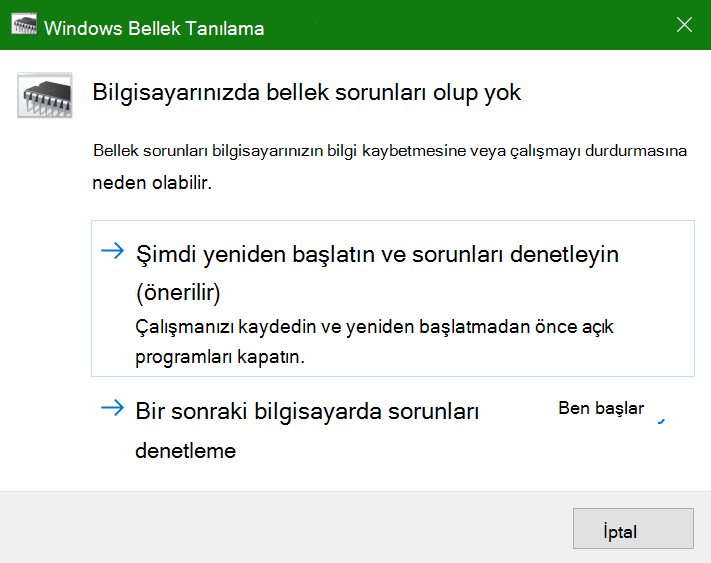 Windows Bellek Tanılama
Bilgisayarınızda bellek sorunları olup yok
Bellek sorunları bilgisayarınızın bilgi kaybetmesine veya çalışmayı durdurmasına
neden olabilir.
Şimdi yeniden başlatın ve sorunları denetleyin
(önerilir)
Çalışmanızı kaydedin ve yeniden başlatmadan önce açık
programları kapatın.
Bir sonraki bilgisayarda sorunları Ben başlar
denetleme
İptal